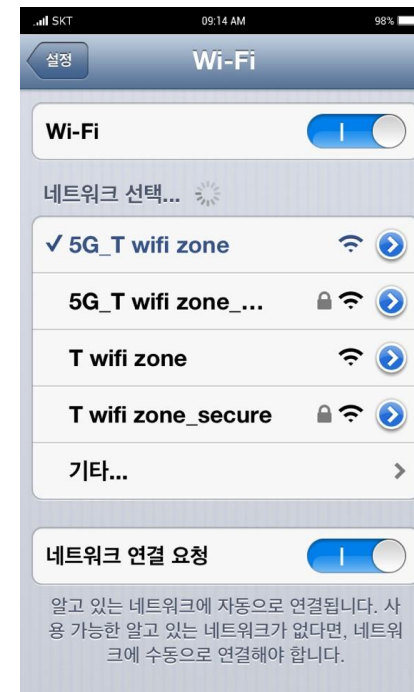 SKT 09:14 AM 98%
설정 Wi-Fi
Wi-Fi
네트워크 선택...
5G_T wifi zone
5G_T wifi zone_...
T wifi zone
T wifi zone_secure
기타...
네트워크 연결 요청
알고 있는 네트워크에 자동으로 연결됩니다. 사
용 가능한 알고 있는 네트워크가 없다면, 네트워
크에 수동으로 연결해야 합니다.